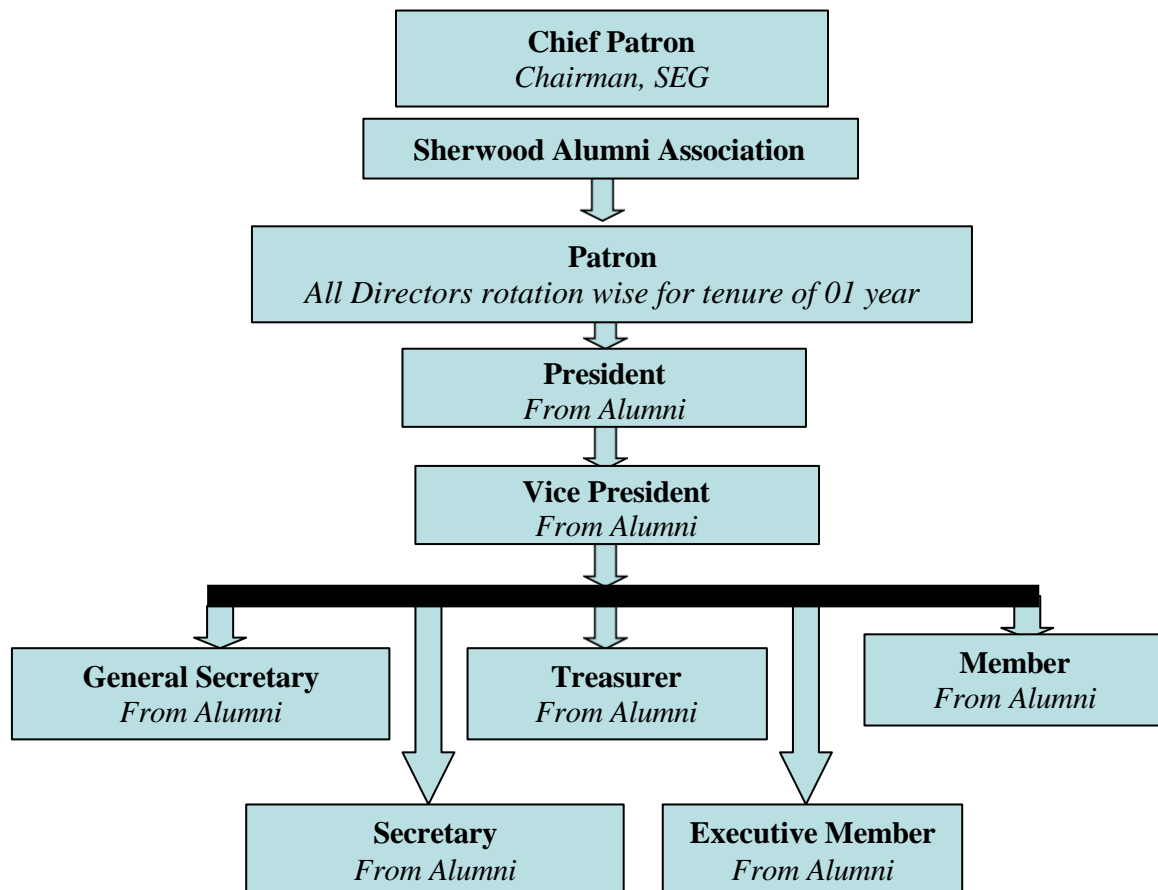 Chief Patron
Chairman, SEG
Sherwood Alumni Association
Patron
All Directors rotation wise for tenure of 01 year
President
From Alumni
Vice President
From Alumni
General Secretary
From Alumni
Treasurer
From Alumni
Member
From Alumni
Secretary
From Alumni
Executive Member
From Alumni